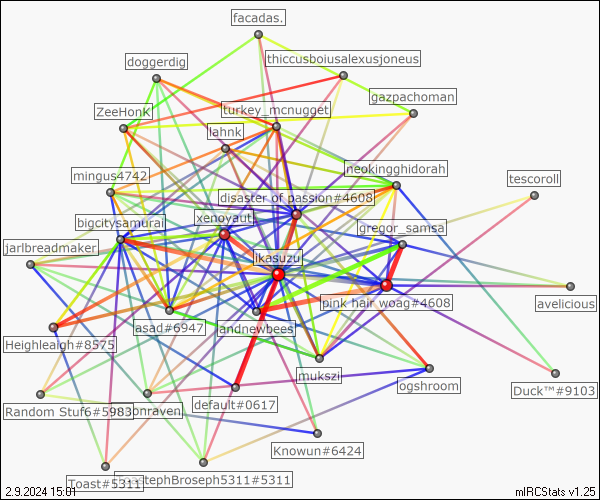 facadas.
thiccusboiusalexusjoneus
doggerdig
gazpachoman
ZeeHonK
turkey_mcnugget
lahnk
neokingghidorah
mingus4742
tescoroll
disaster of passion#4608
xenoyaut
bigcitysamurai
gregor_samsa
jarlbreadmaker
ikasuzu
pink hair woag#4608
avelicious
asad#6947
andnewbees
Heighleaigh#8575
mukszi
ogshroom
Duck™#9103
Random Stuf6#5983
onraven
default#0617
Knowun#6424
Toast#5311
stephBroseph5311#5311
2.9.2024 15:01
mIRCStats v1.25